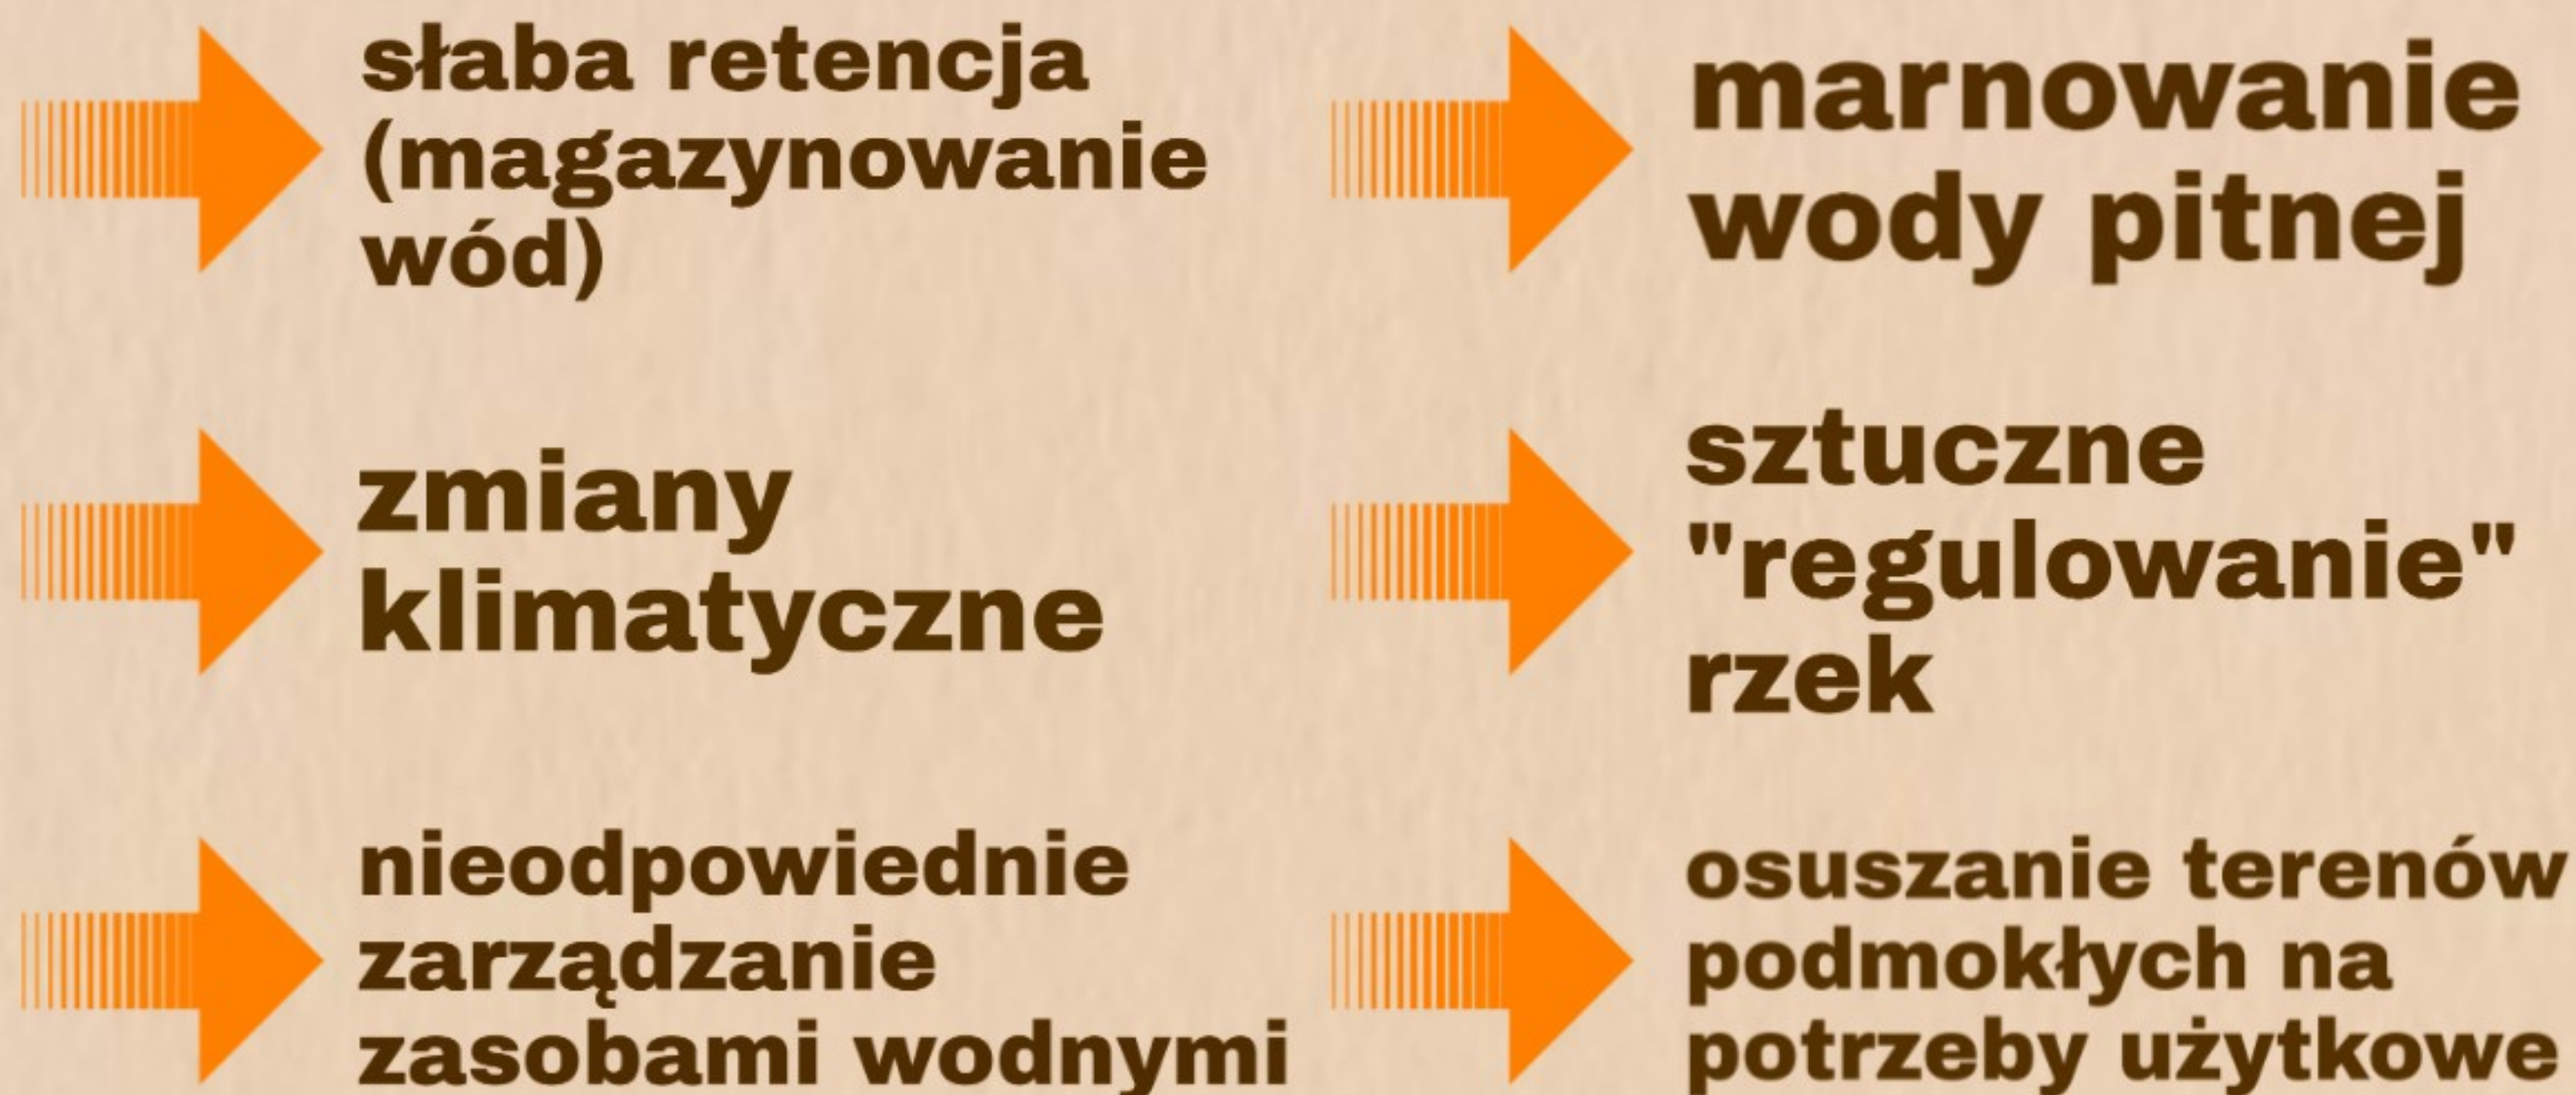 słaba retencja
(magazynowanie
wód)
marnowanie
wody pitnej
zmiany
klimatyczne
sztuczne
"regulowanie"
rzek
nieodpowiednie
zarządzanie
zasobami wodnymi
osuszanie terenów
podmokłych na
potrzeby użytkowe